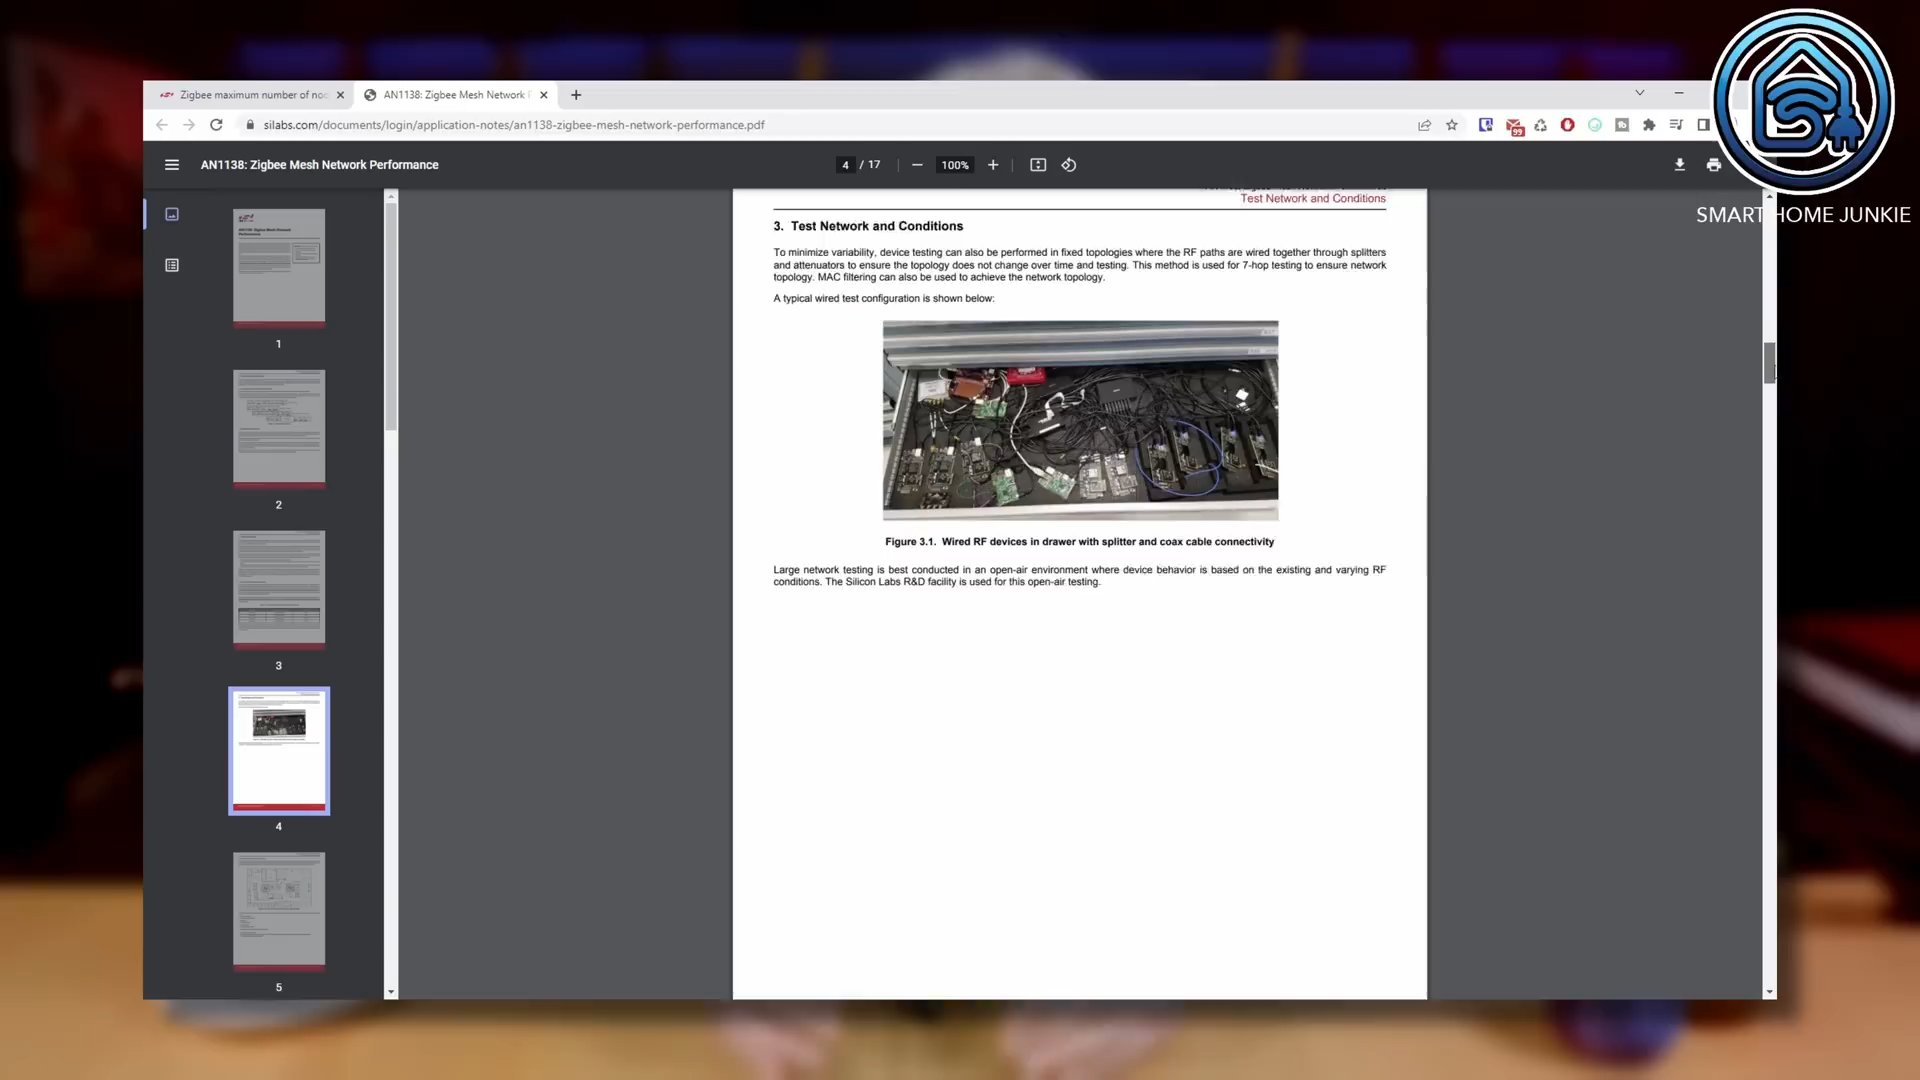 Zigbee maximum number of no
AN1138: Zigbee Mesh Network
silabs.com/documents/login/application-notes/an1138-zigbee-mesh-network-performance.pdf
99
SMART HOME JUNKIE
AN1138: Zigbee Mesh Network Performance
4 / 17
100%
Test Network and Conditions
3. Test Network and Conditions
To minimize variability, device testing can also be performed in fixed topologies where the RF paths are wired together through splitters
and attenuators to ensure the topology does not change over time and testing. This method is used for 7-hop testing to ensure network
topology. MAC filtering can also be used to achieve the network topology.
A typical wired test configuration is shown below:
Figure 3.1. Wired RF devices in drawer with splitter and coax cable connectivity
Large network testing is best conducted in an open-air environment where device behavior is based on the existing and varying RF
conditions. The Silicon Labs R&D facility is used for this open-air testing.
1
2
3
4
5